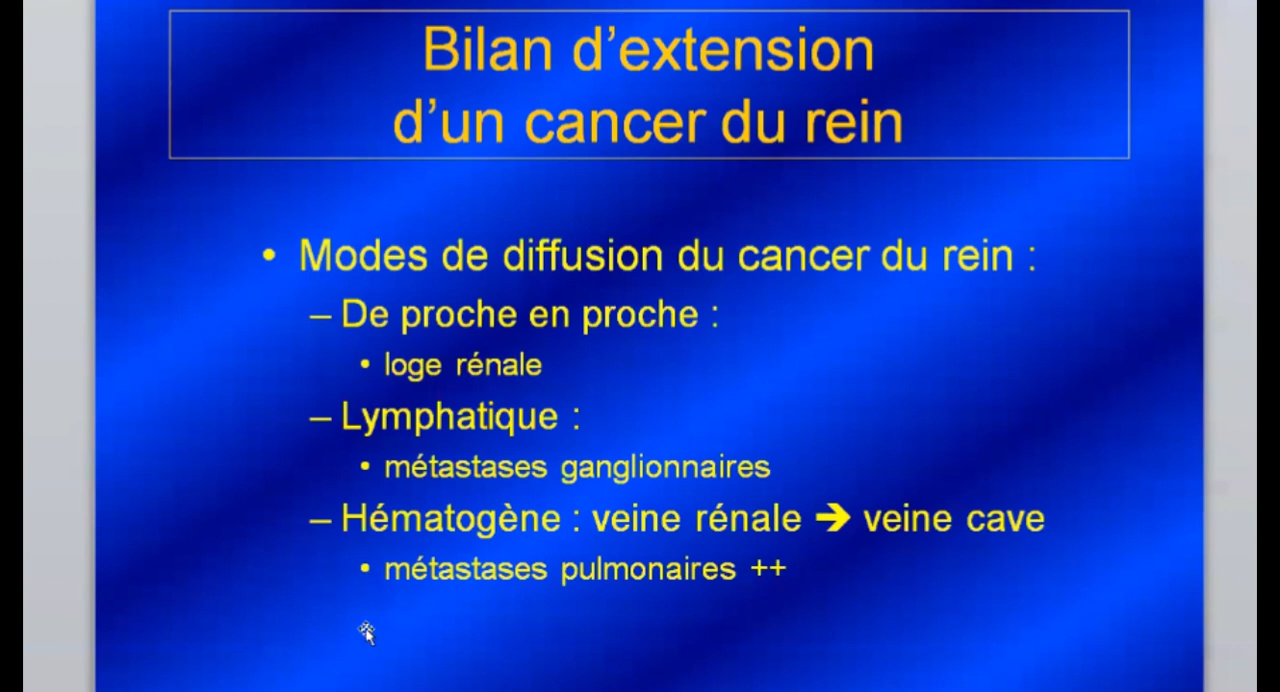 Bilan d’extension
d’un cancer du rein
• Modes de diffusion du cancer du rein :
– De proche en proche :
• loge rénale
– Lymphatique :
• métastases ganglionnaires
– Hématogène : veine rénale ➔ veine cave
• métastases pulmonaires ++